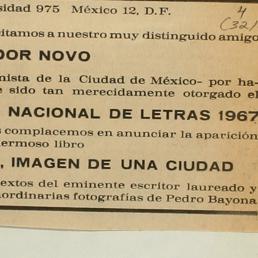 sidad 975 México 12, D.F.
4
(32/
citamos a nuestro muy distinguido amigo
DOR NOVO
nista de la Ciudad de México- por ha-
e sido tan merecidamente otorgado el
NACIONAL DE LETRAS 1967
s complacemos en anunciar la aparición
ermoso libro
, IMAGEN DE UNA CIUDAD
extos del eminente escritor laureado y
aordinarias fotografías de Pedro Bayona